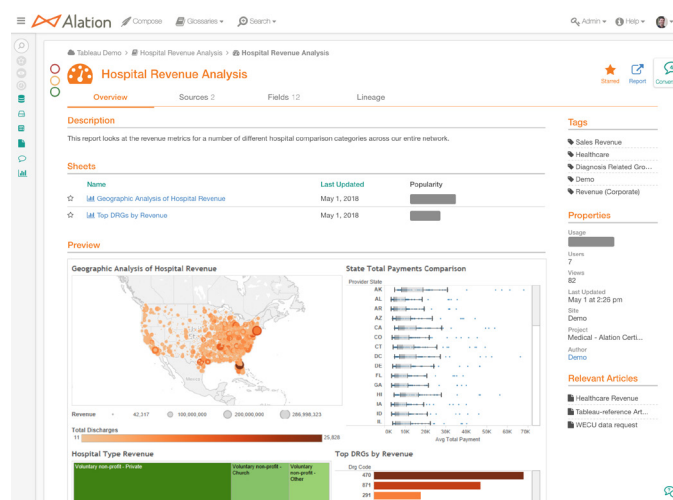 Alation
Compose
Glossaries
Search
Admin
Help
Tableau Demo > Hospital Revenue Analysis > Hospital Revenue Analysis
Hospital Revenue Analysis
Starred
Report
Overview
Sources 2
Fields 12
Lineage
Description
This report looks at the revenue metrics for a number of different hospital comparison categories across our entire network.
Sheets
Name Last Updated Popularity
Geographic Analysis of Hospital Revenue May 1, 2018
Top DRGs by Revenue May 1, 2018
Preview
Geographic Analysis of Hospital Revenue
Revenue 42,317 100,000,000 200,000,000 286,998,323
Total Discharges
11 25,828
State Total Payments Comparison
Provider State
AK
AL
AR
AZ
CA
CO
CT
DC
DE
FL
GA
HI
IA
ID
IL
0K 10K 20K 30K 40K 50K 60K 70K
Avg Total Payment
Hospital Type Revenue
Voluntary non-profit - Private
Voluntary non-profit - Church
Voluntary non-profit - Other
Top DRGs by Revenue
Drg Code
470
871
291
Tags
Sales Revenue
Healthcare
Diagnosis Related Gro...
Demo
Revenue (Corporate)
Properties
Usage
Users
7
Views
82
Last Updated
May 1 at 2:26 pm
Site
Demo
Project
Medical - Alation Certi...
Author
Demo
Relevant Articles
Healthcare Revenue
Tableau-reference Art...
WECU data request